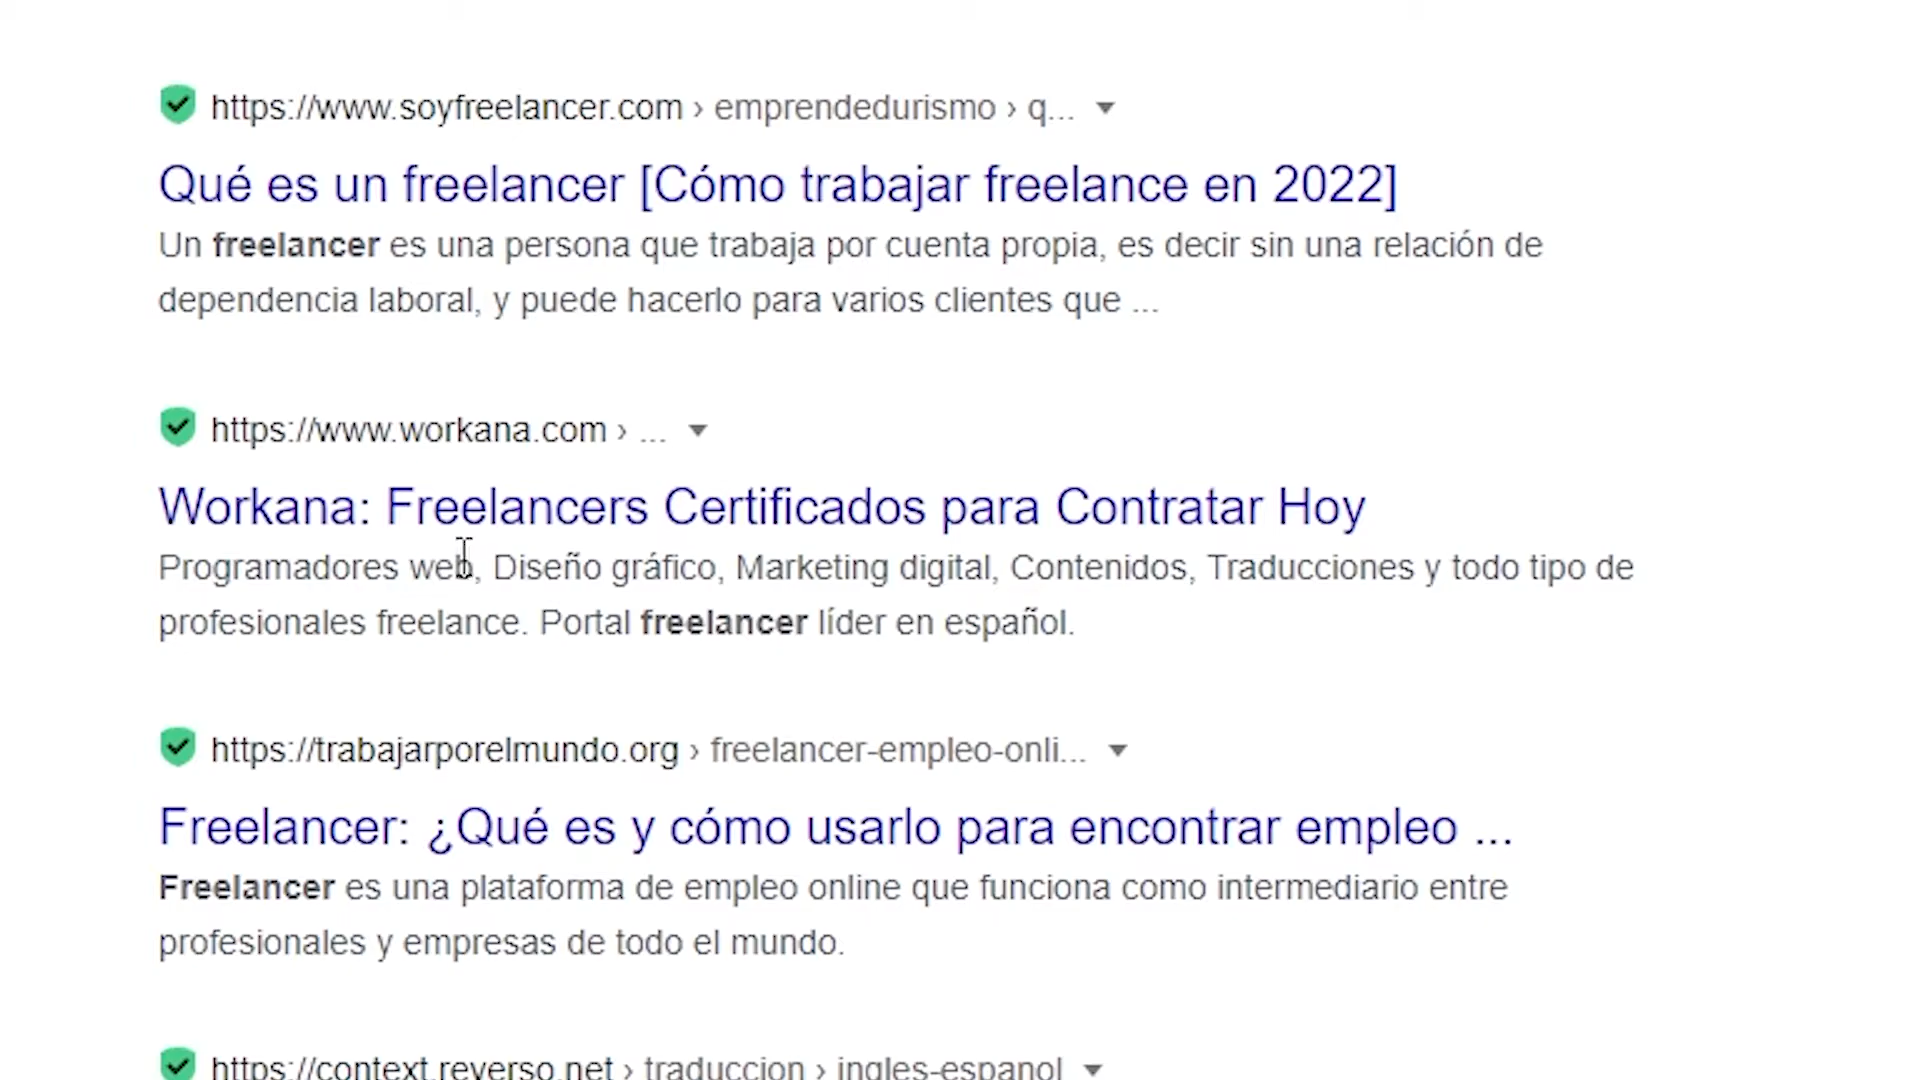 https://www.soyfreelancer.com › emprendedurismo › q...
Qué es un freelancer [Cómo trabajar freelance en 2022]
Un freelancer es una persona que trabaja por cuenta propia, es decir sin una relación de
dependencia laboral, y puede hacerlo para varios clientes que ...
https://www.workana.com › ...
Workana: Freelancers Certificados para Contratar Hoy
Programadores web, Diseño gráfico, Marketing digital, Contenidos, Traducciones y todo tipo de
profesionales freelance. Portal freelancer líder en español.
https://trabajarporelmundo.org › freelancer-empleo-onli...
Freelancer: ¿Qué es y cómo usarlo para encontrar empleo ...
Freelancer es una plataforma de empleo online que funciona como intermediario entre
profesionales y empresas de todo el mundo.
https://context.reverso.net › traduccion › ingles-espanol